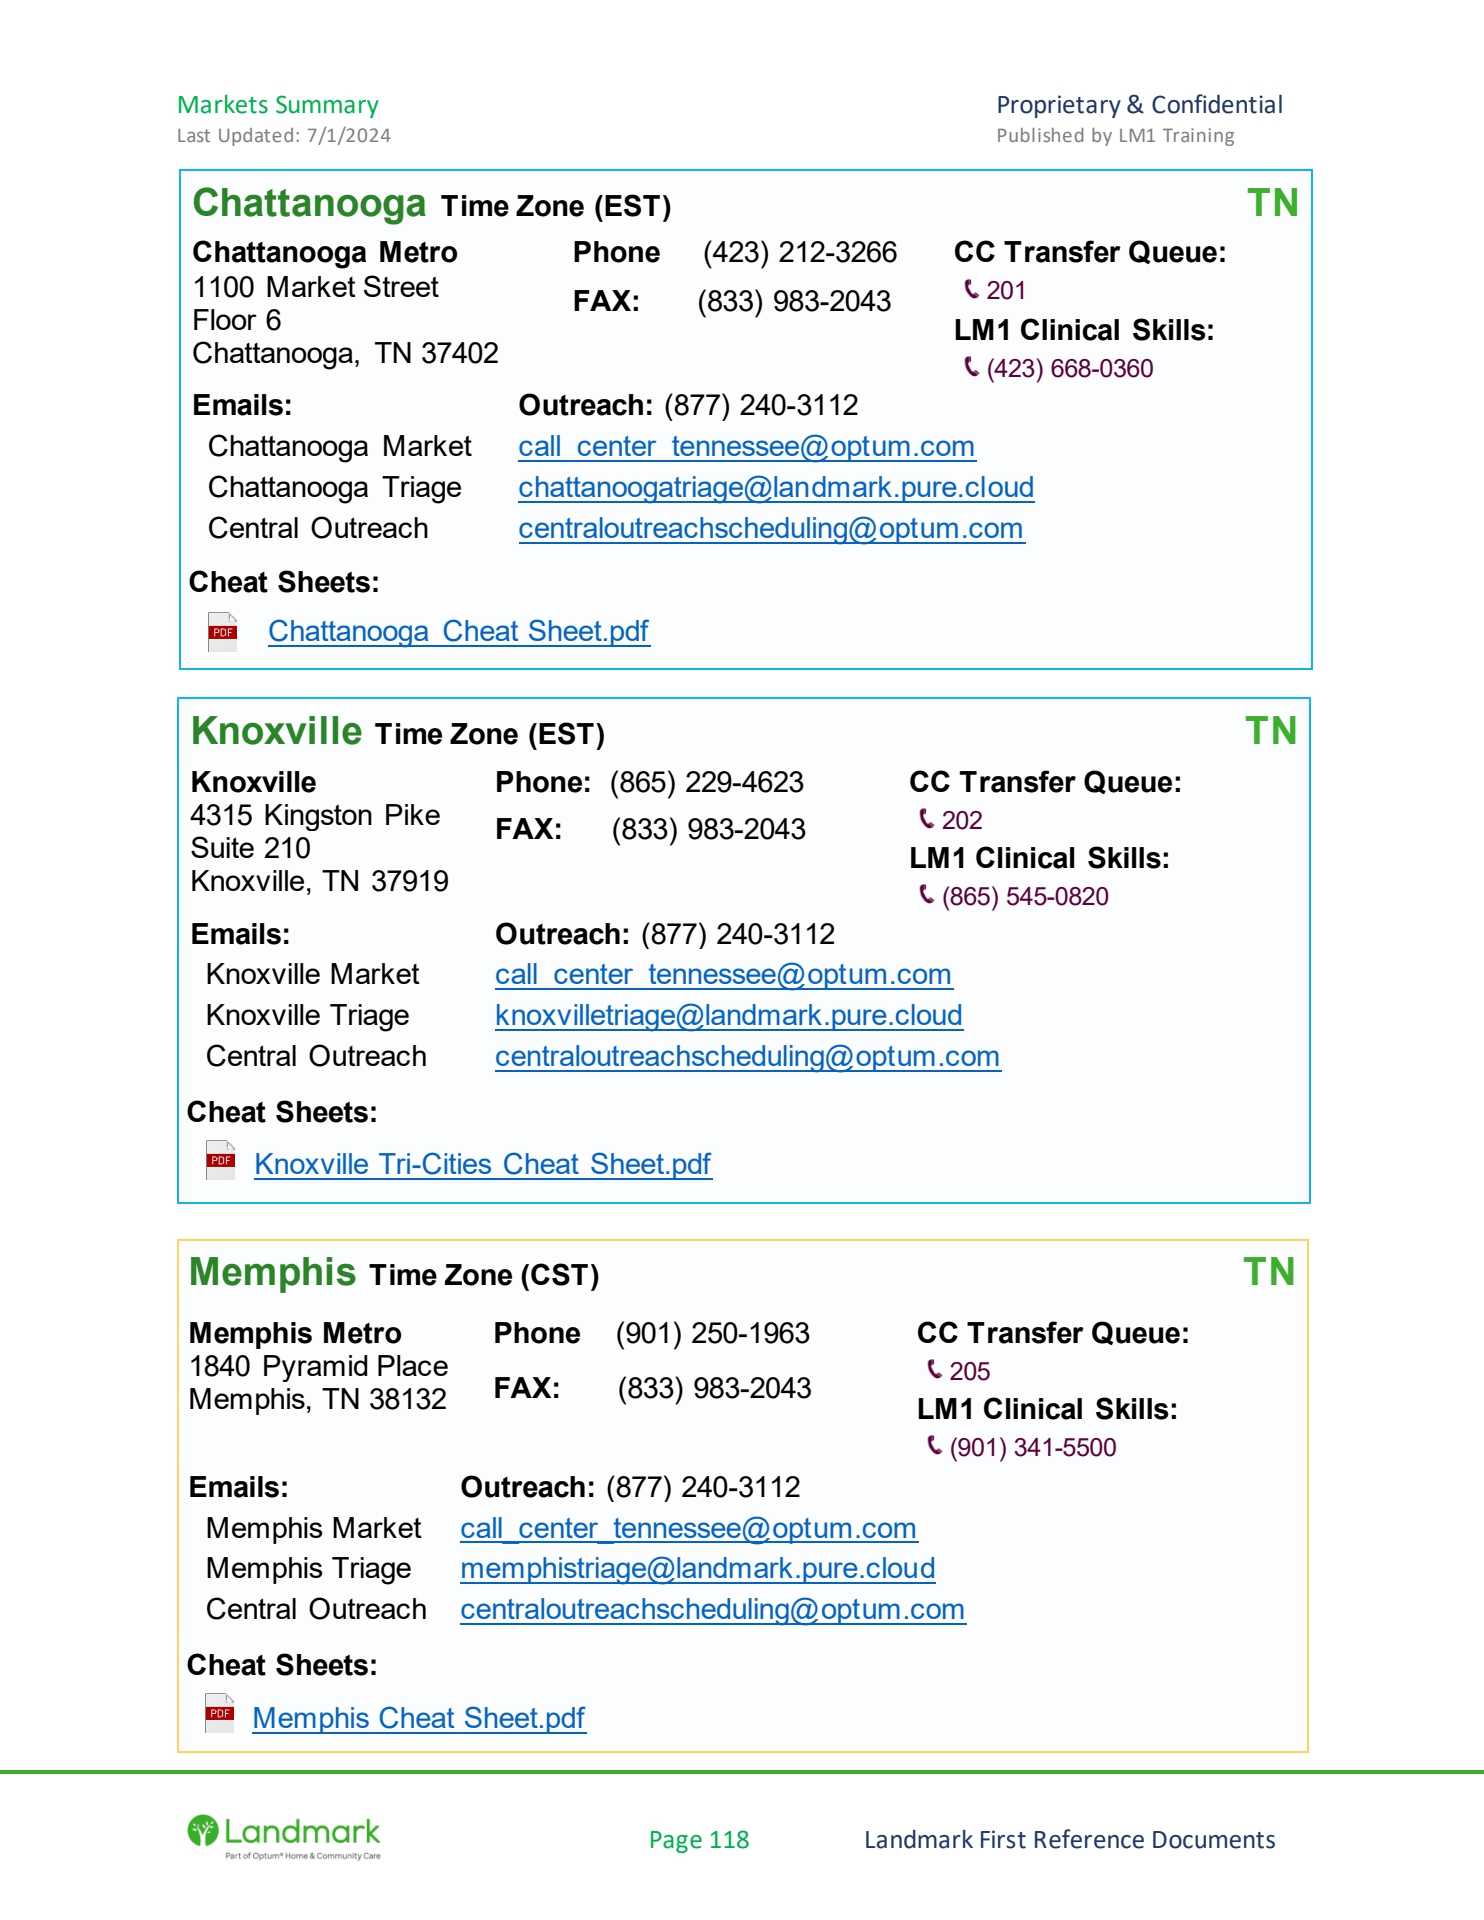 Markets Summary Proprietary & Confidential
Last Updated: 7/1/2024 Published by LM1 Training
Chattanooga Time Zone (EST) TN
Chattanooga Metro Phone (423) 212-3266 CC Transfer Queue:
1100 Market Street FAX: (833) 983-2043 201
Floor 6 LM1 Clinical Skills:
Chattanooga, TN 37402 (423) 668-0360
Emails: Outreach: (877) 240-3112
Chattanooga Market call_center_tennessee@optum.com
Chattanooga Triage chattanoogatriage@landmark.pure.cloud
Central Outreach centraloutreachscheduling@optum.com
Cheat Sheets:
PDF Chattanooga Cheat Sheet.pdf
Knoxville Time Zone (EST) TN
Knoxville Phone: (865) 229-4623 CC Transfer Queue:
4315 Kingston Pike FAX: (833) 983-2043 202
Suite 210 LM1 Clinical Skills:
Knoxville, TN 37919 (865) 545-0820
Emails: Outreach: (877) 240-3112
Knoxville Market call_center_tennessee@optum.com
Knoxville Triage knoxvilletriage@landmark.pure.cloud
Central Outreach centraloutreachscheduling@optum.com
Cheat Sheets:
PDF Knoxville Tri-Cities Cheat Sheet.pdf
Memphis Time Zone (CST) TN
Memphis Metro Phone (901) 250-1963 CC Transfer Queue:
1840 Pyramid Place FAX: (833) 983-2043 205
Memphis, TN 38132 LM1 Clinical Skills:
(901) 341-5500
Emails: Outreach: (877) 240-3112
Memphis Market call_center_tennessee@optum.com
Memphis Triage memphistriage@landmark.pure.cloud
Central Outreach centraloutreachscheduling@optum.com
Cheat Sheets:
PDF Memphis Cheat Sheet.pdf
Landmark Page 118 Landmark First Reference Documents
Part of Optum® Home & Community Care